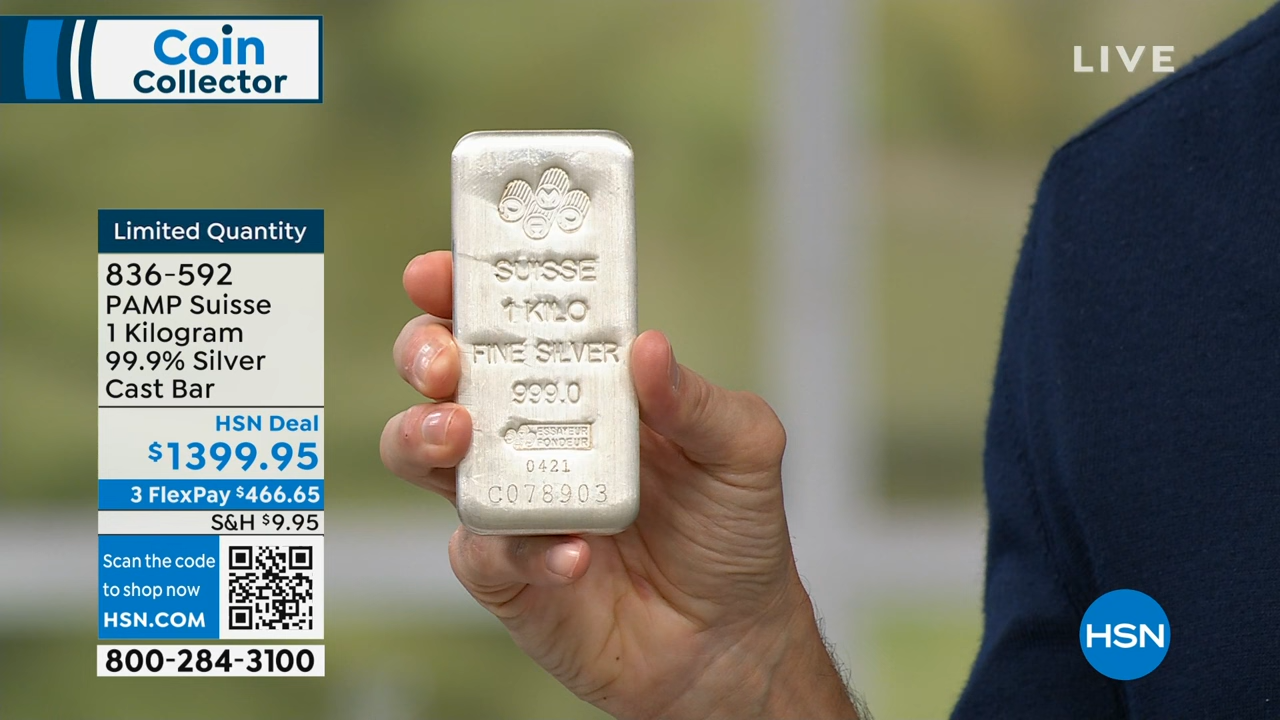 Coin
Collector
LIVE
Limited Quantity
836-592
PAMP Suisse
1 Kilogram
99.9% Silver
Cast Bar
HSN Deal
$1399.95
3 FlexPay $466.65
S&H $9.95
Scan the code
to shop now
HSN.COM
800-284-3100
SUISSE
1 KILO
FINE SILVER
999.0
ESSAYEUR
FONDEUR
0421
C078903
HSN